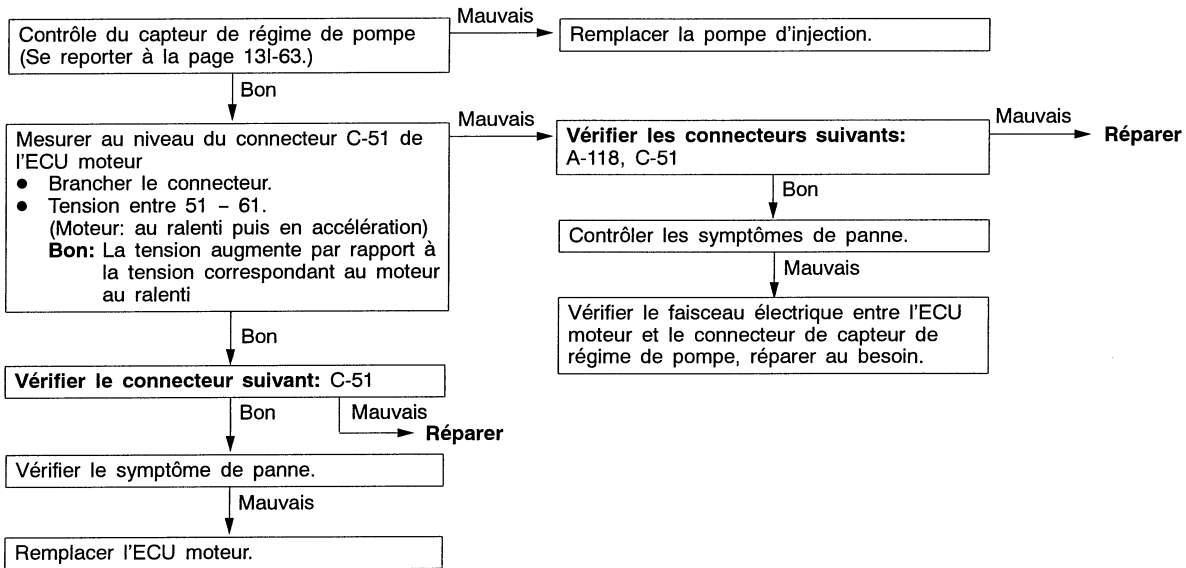 Contrôle du capteur de régime de pompe
(Se reporter à la page 13I-63.)
Mauvais
Remplacer la pompe d'injection.
Bon
Mesurer au niveau du connecteur C-51 de
l'ECU moteur
● Brancher le connecteur.
● Tension entre 51 – 61.
(Moteur: au ralenti puis en accélération)
Bon: La tension augmente par rapport à
la tension correspondant au moteur
au ralenti
Mauvais
Vérifier les connecteurs suivants:
A-118, C-51
Mauvais
Réparer
Bon
Contrôler les symptômes de panne.
Mauvais
Vérifier le faisceau électrique entre l'ECU
moteur et le connecteur de capteur de
régime de pompe, réparer au besoin.
Bon
Vérifier le connecteur suivant: C-51
Bon
Mauvais
Réparer
Vérifier le symptôme de panne.
Mauvais
Remplacer l'ECU moteur.